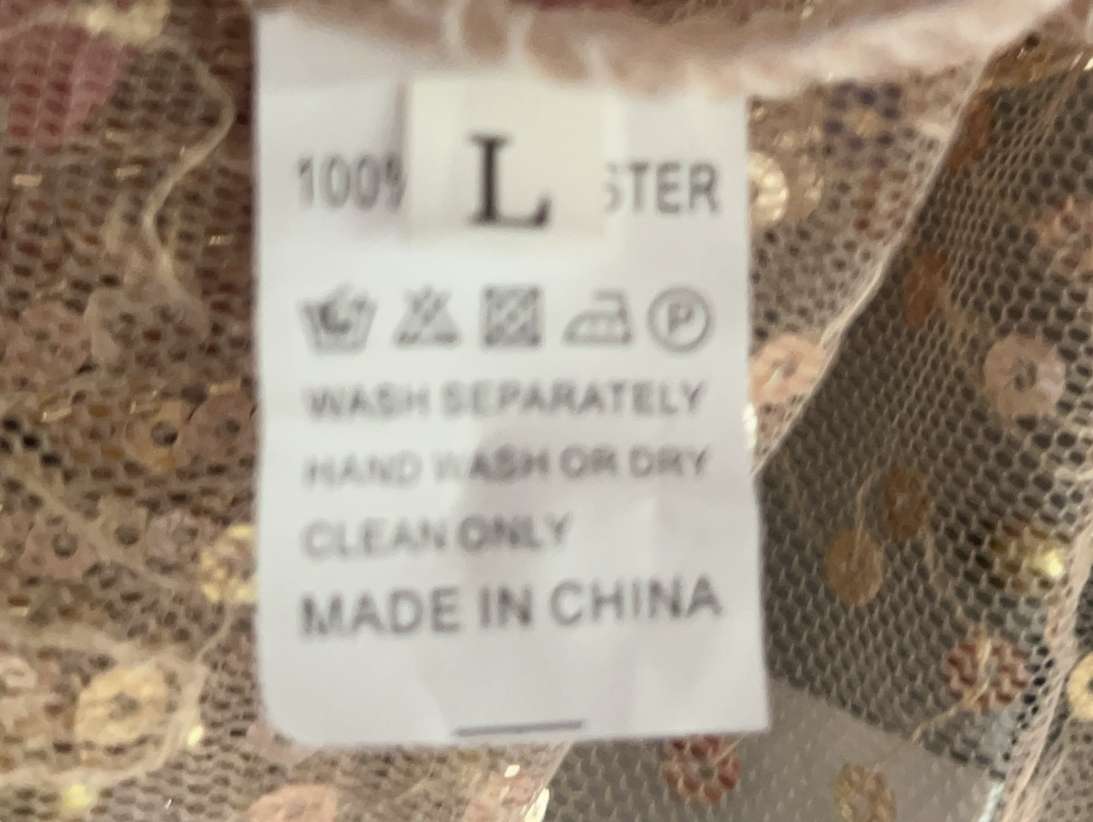 100%
L
STER
P
WASH SEPARATELY
HAND WASH OR DRY
CLEAN ONLY
MADE IN CHINA